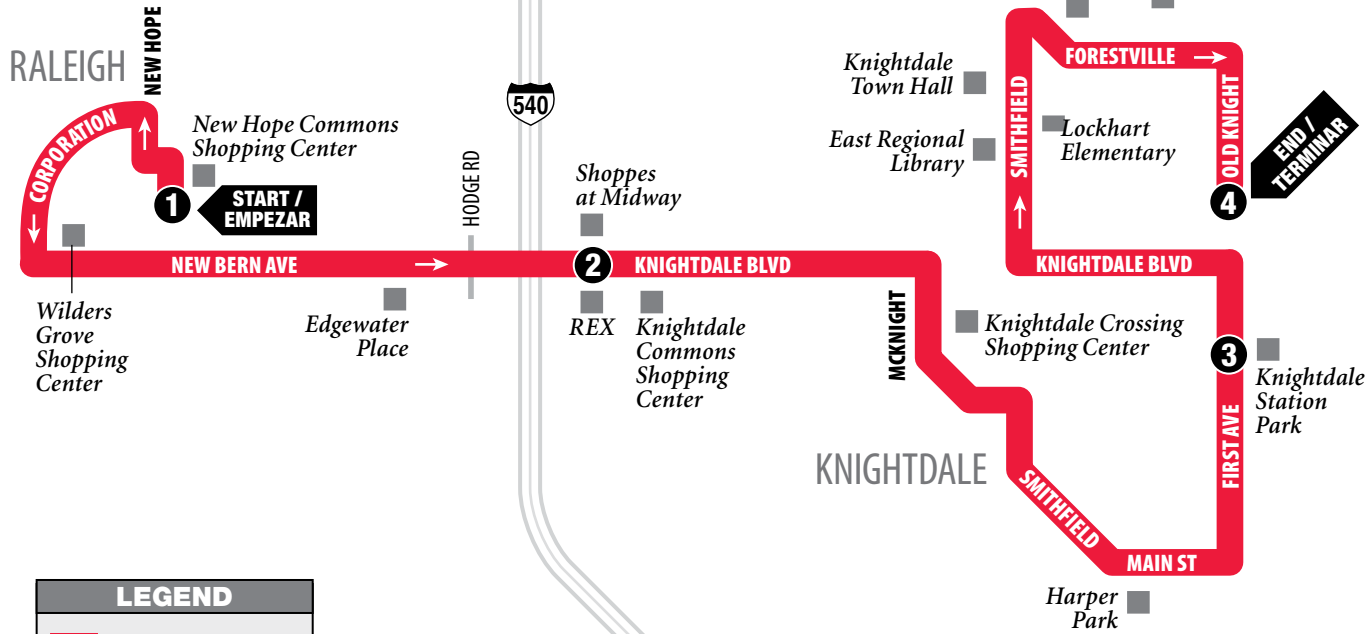 RALEIGH
NEW HOPE
CORPORATION
New Hope Commons
Shopping Center
1
START /
EMPEZAR
Wilders
Grove
Shopping
Center
NEW BERN AVE
Edgewater
Place
HODGE RD
540
Shoppes
at Midway
2
REX
Knightdale
Commons
Shopping
Center
KNIGHTDALE BLVD
MCKNIGHT
Knightdale Crossing
Shopping Center
KNIGHTDALE
SMITHFIELD
MAIN ST
Harper
Park
FIRST AVE
3
Knightdale
Station
Park
KNIGHTDALE BLVD
SMITHFIELD
East Regional
Library
Knightdale
Town Hall
Lockhart
Elementary
FORESTVILLE
OLD KNIGHT
4
END /
TERMINAR
LEGEND